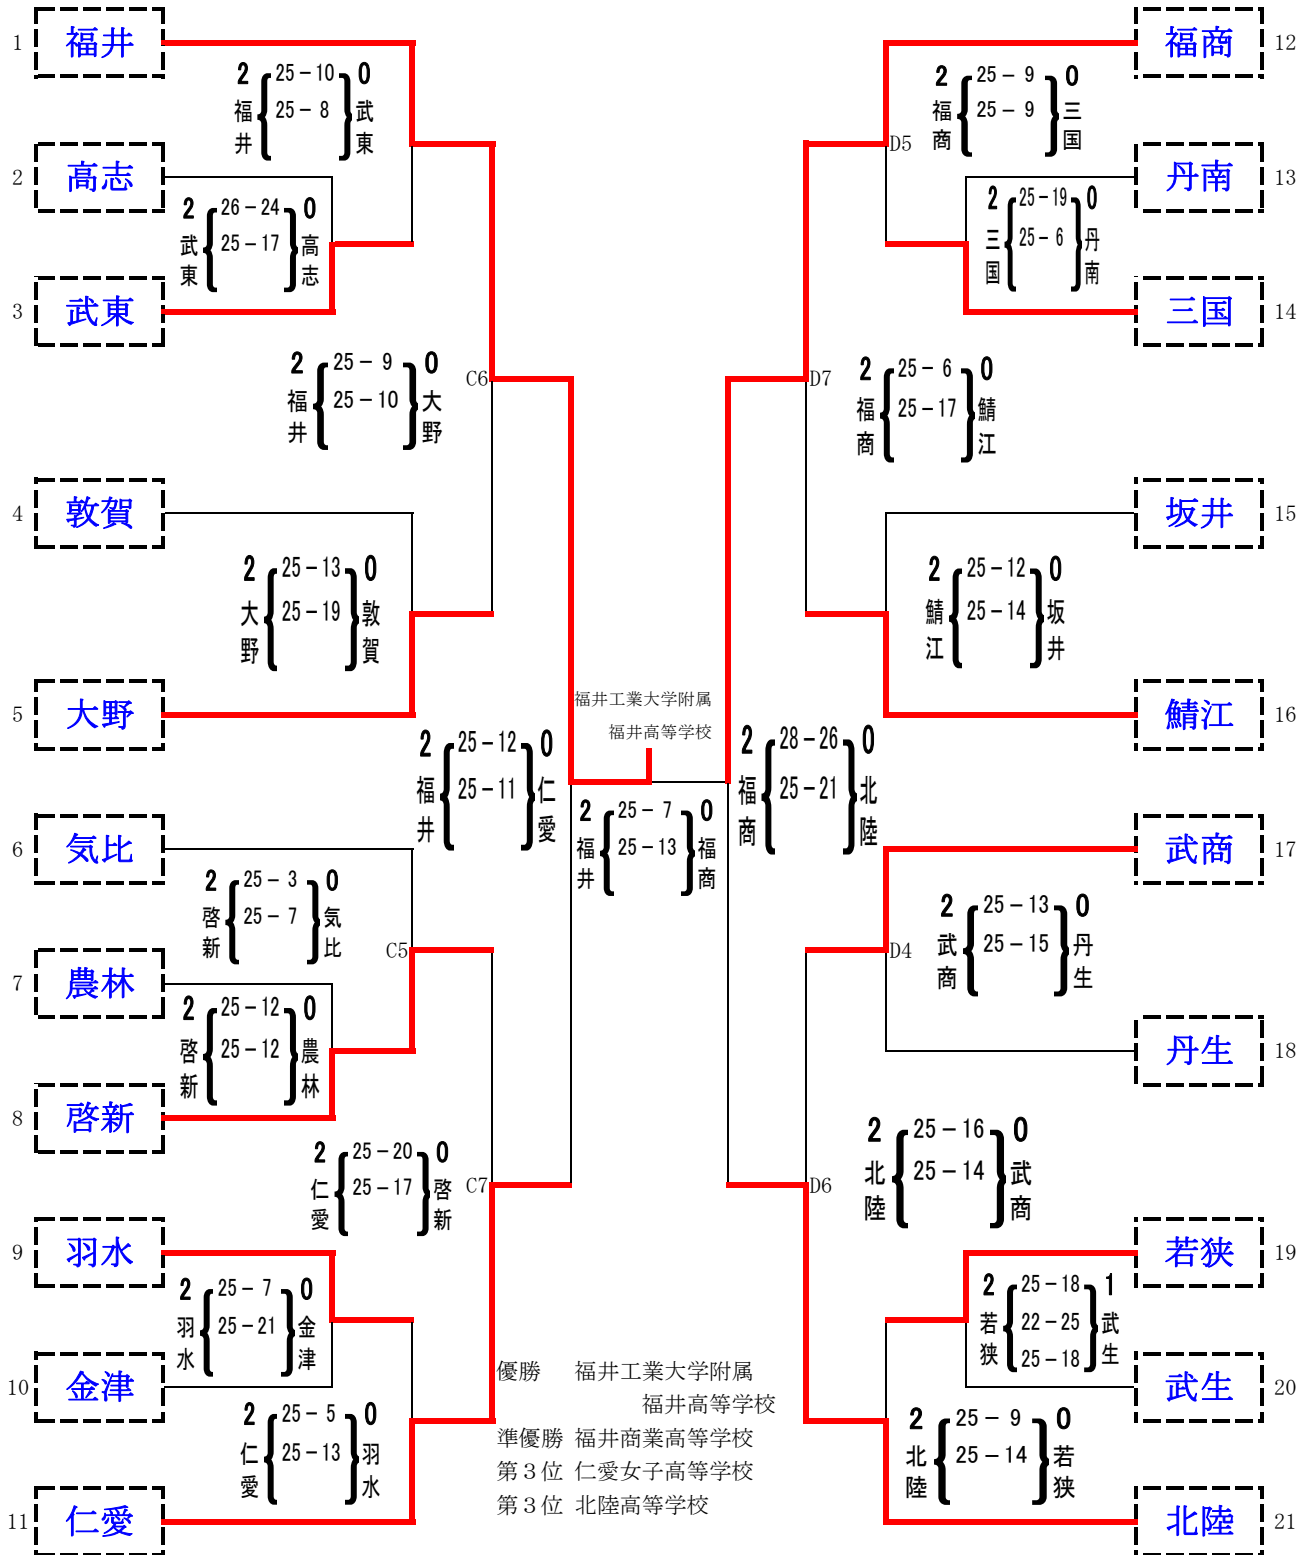 1 福井
2 高志
3 武東
4 敦賀
5 大野
6 気比
7 農林
8 啓新
9 羽水
10 金津
11 仁愛
2 福井 25－10 25－8 0 武東
2 武東 26－24 25－17 0 高志
2 福井 25－9 25－10 0 大野
C6
2 大野 25－13 25－19 0 敦賀
2 福井 25－12 25－11 0 仁愛
2 啓新 25－3 25－7 0 気比
C5
2 啓新 25－12 25－12 0 農林
2 仁愛 25－20 25－17 0 啓新
C7
2 羽水 25－7 25－21 0 金津
2 仁愛 25－5 25－13 0 羽水
福井工業大学附属
福井高等学校
2 福井 25－7 25－13 0 福商
福商 12
丹南 13
三国 14
坂井 15
鯖江 16
武商 17
丹生 18
若狭 19
武生 20
北陸 21
2 福商 25－9 25－9 0 三国
D5
2 三国 25－19 25－6 0 丹南
D7
2 福商 25－6 25－17 0 鯖江
2 鯖江 25－12 25－14 0 坂井
2 福商 28－26 25－21 0 北陸
2 武商 25－13 25－15 0 丹生
D4
2 北陸 25－16 25－14 0 武商
D6
2 若狭 25－18 22－25 25－18 1 武生
2 北陸 25－9 25－14 0 若狭
優勝 福井工業大学附属
福井高等学校
準優勝 福井商業高等学校
第３位 仁愛女子高等学校
第３位 北陸高等学校